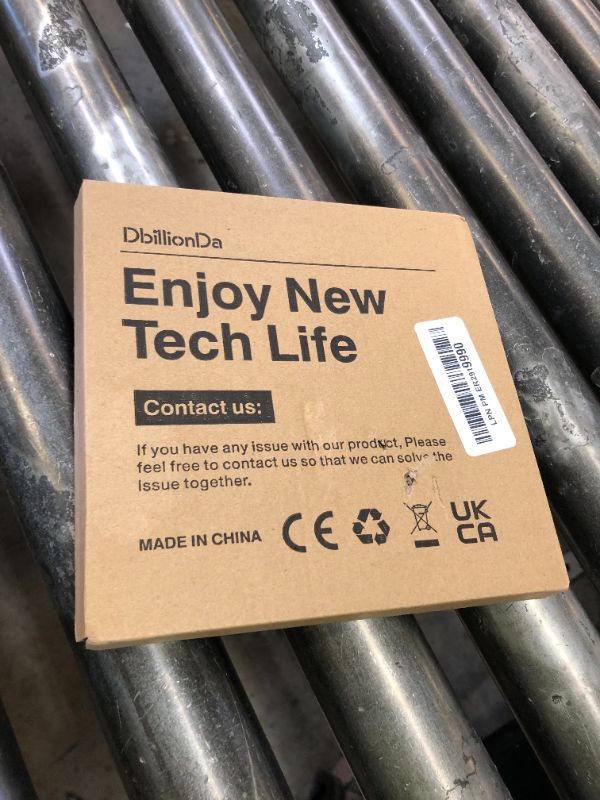 DbillionDa
Enjoy New
Tech Life
Contact us:
If you have any issue with our product, Please
feel free to contact us so that we can solve the
Issue together.
MADE IN CHINA
CE
UK
CA